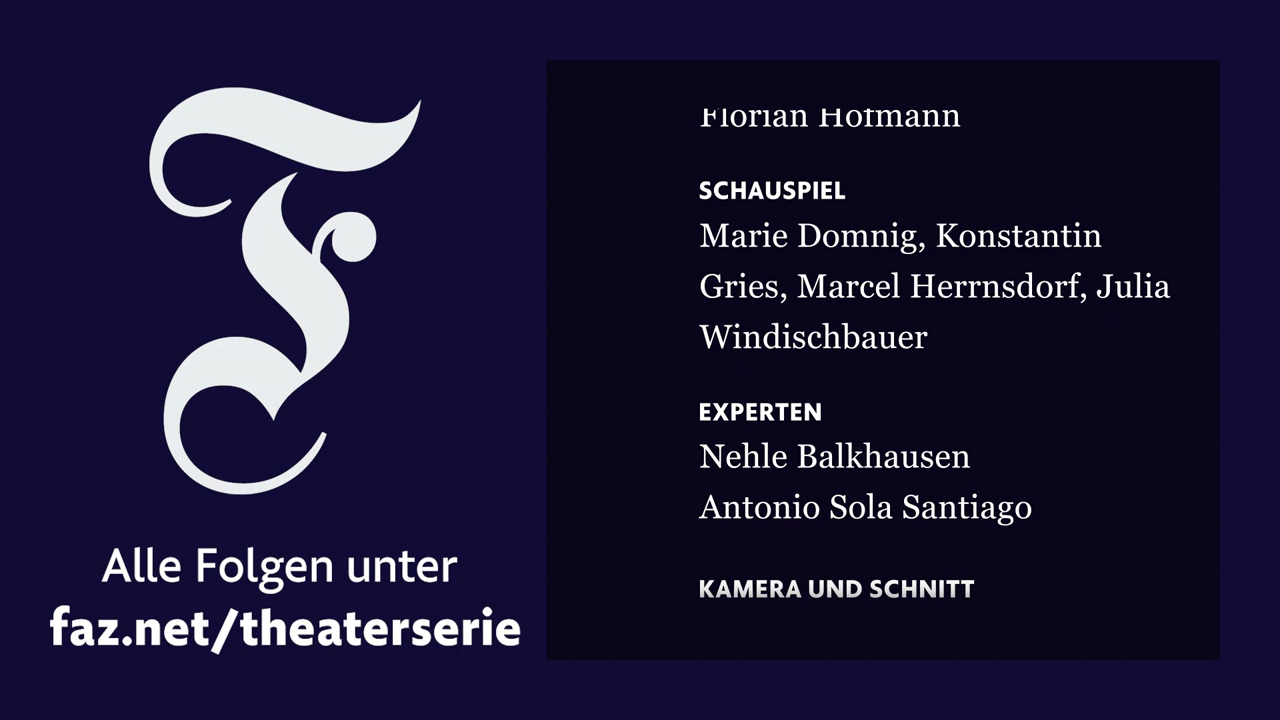 F
Alle Folgen unter
faz.net/theaterserie
Florian Hofmann
SCHAUSPIEL
Marie Domnig, Konstantin
Gries, Marcel Herrnsdorf, Julia
Windischbauer
EXPERTEN
Nehle Balkhausen
Antonio Sola Santiago
KAMERA UND SCHNITT